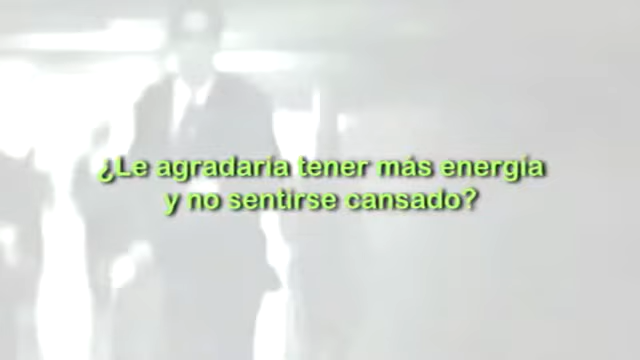 ¿Le agradaría tener más energía
y no sentirse cansado?